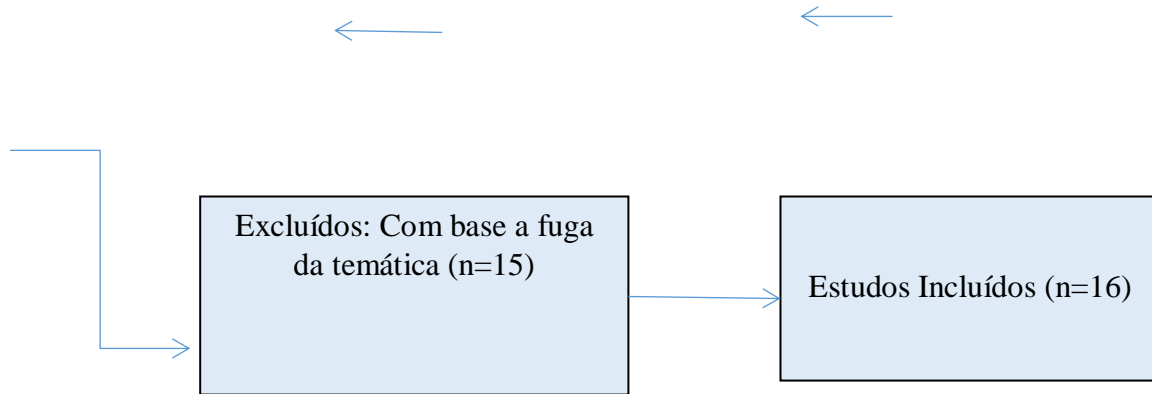 Excluídos: Com base a fuga
da temática (n=15)
Estudos Incluídos (n=16)